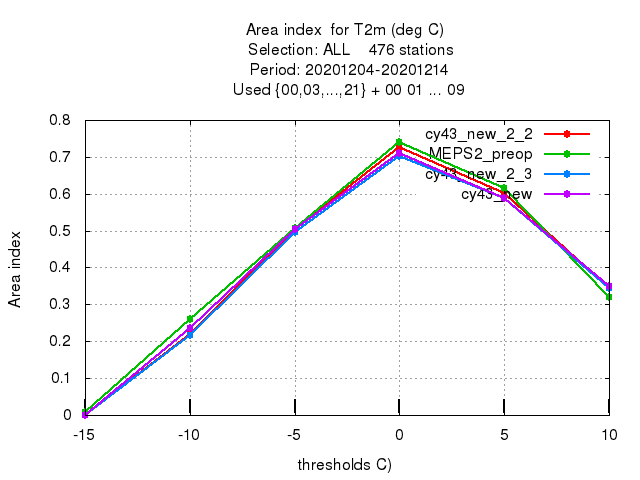 Area index  for T2m (deg C)
Selection: ALL    476 stations
Period: 20201204-20201214
Used {00,03,...,21} + 00 01 ... 09
0.8
0.7
0.6
0.5
0.4
0.3
0.2
0.1
0
Area index
cy43_new_2_2
MEPS2_preop
cy43_new_2_3
cy43_new
-15
-10
-5
0
5
10
thresholds C)